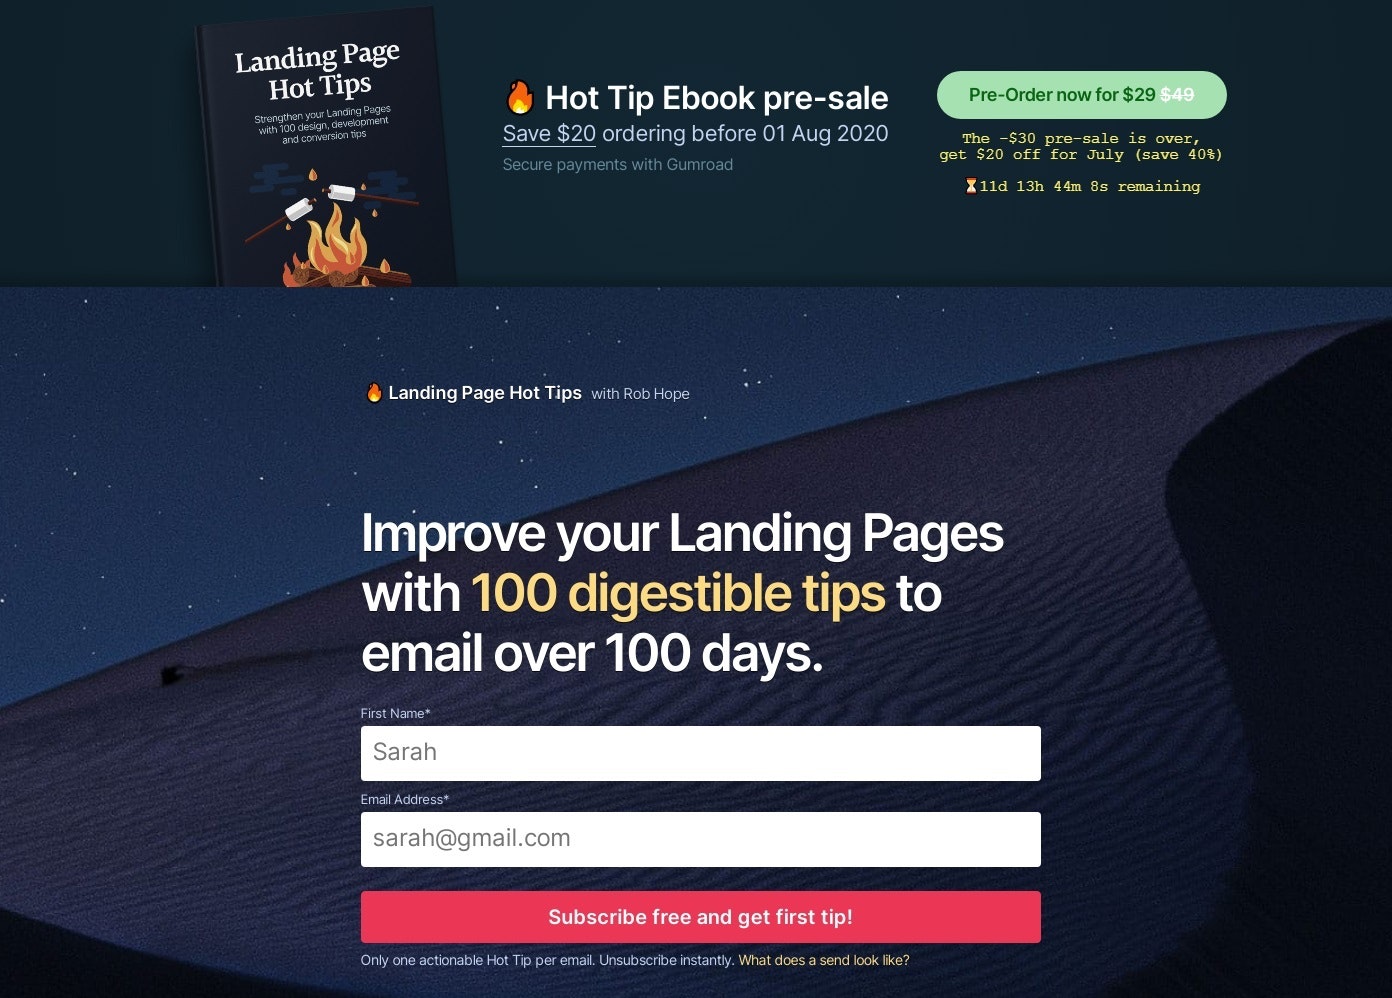 Landing Page
Hot Tips
Strengthen your Landing Pages
with 100 design, development
and conversion tips
Hot Tip Ebook pre-sale
Save $20 ordering before 01 Aug 2020
Secure payments with Gumroad
Pre-Order now for $29 $49
The -$30 pre-sale is over,
get $20 off for July (save 40%)
11d 13h 44m 8s remaining
Landing Page Hot Tips with Rob Hope
Improve your Landing Pages
with 100 digestible tips to
email over 100 days.
First Name*
Sarah
Email Address*
sarah@gmail.com
Subscribe free and get first tip!
Only one actionable Hot Tip per email. Unsubscribe instantly. What does a send look like?